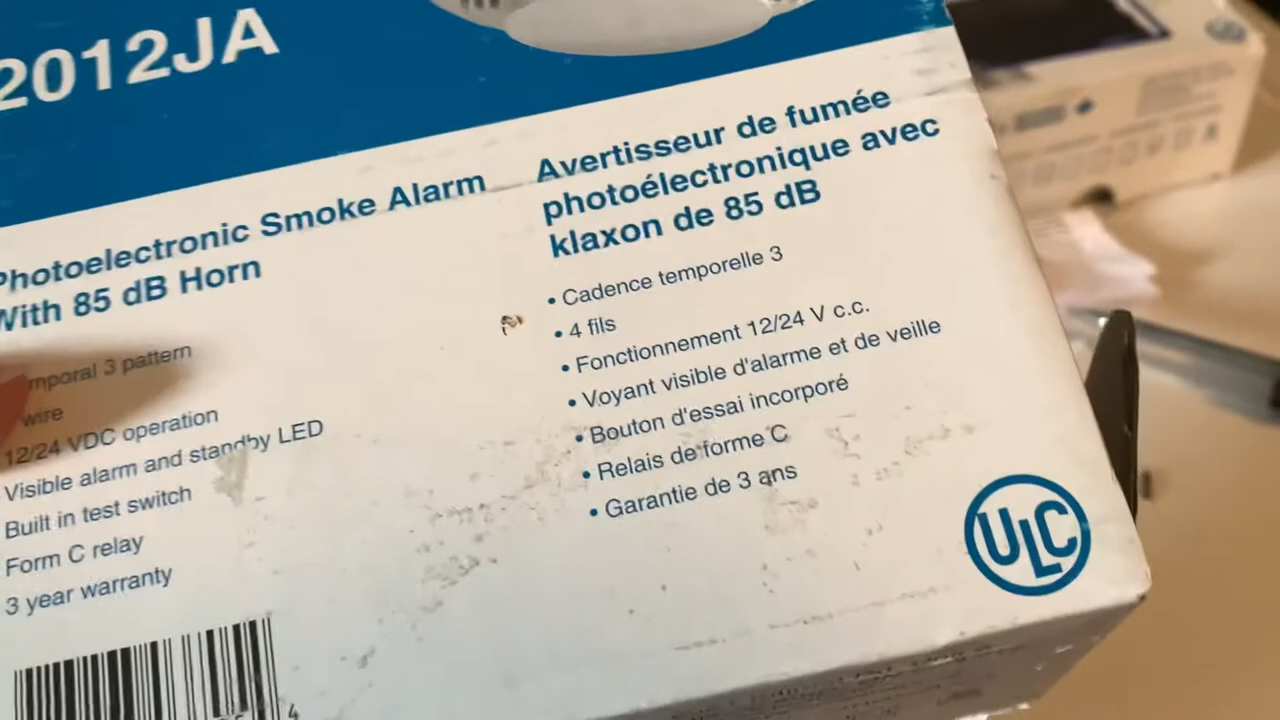 2012JA
Photoelectronic Smoke Alarm
With 85 dB Horn
mporal 3 pattern
wire
12/24 VDC operation
Visible alarm and standby LED
Built in test switch
Form C relay
3 year warranty
Avertisseur de fumée
photoélectronique avec
klaxon de 85 dB
• Cadence temporelle 3
• 4 fils
• Fonctionnement 12/24 V c.c.
• Voyant visible d'alarme et de veille
• Bouton d'essai incorporé
• Relais de forme C
• Garantie de 3 ans
ULC
4